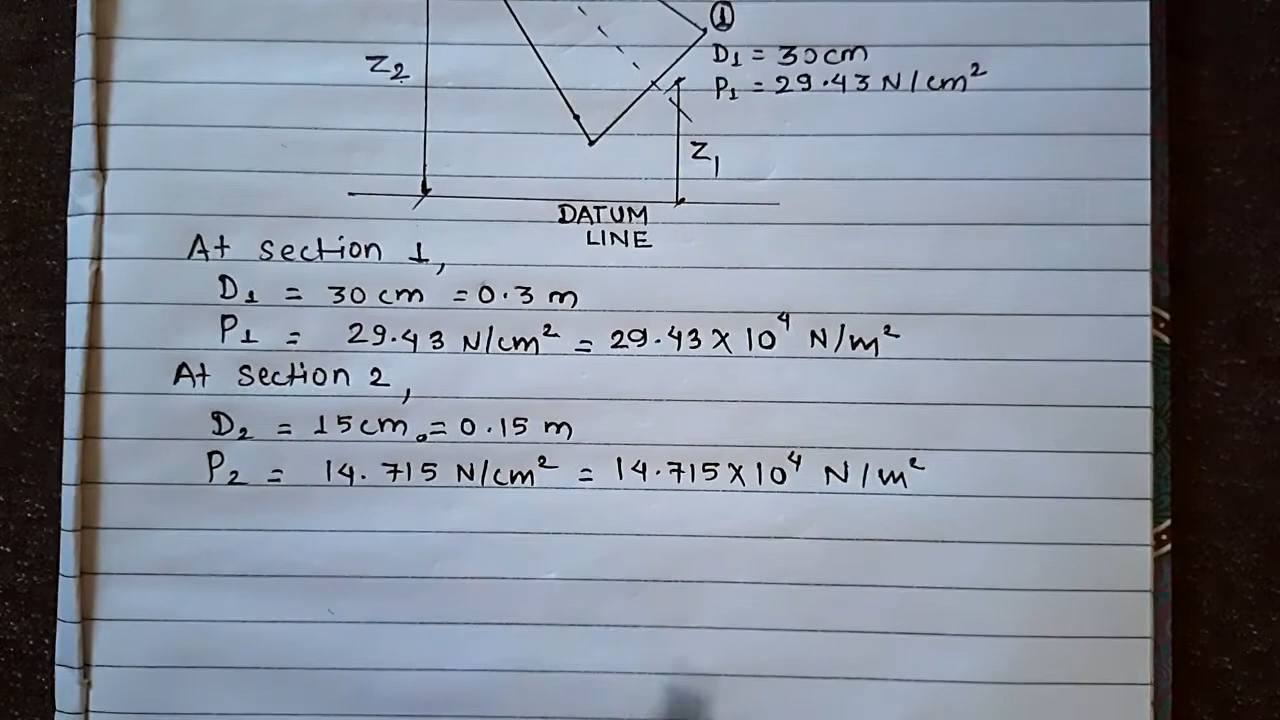 ①
D1 = 30 cm
Z2
P1 = 29.43 N/cm²
Z1
DATUM
LINE
At section 1,
D1 = 30 cm = 0.3 m
P1 = 29.43 N/cm² = 29.43 × 10⁴ N/m²
At section 2,
D2 = 15 cm. = 0.15 m
P2 = 14.715 N/cm² = 14.715 × 10⁴ N/m²